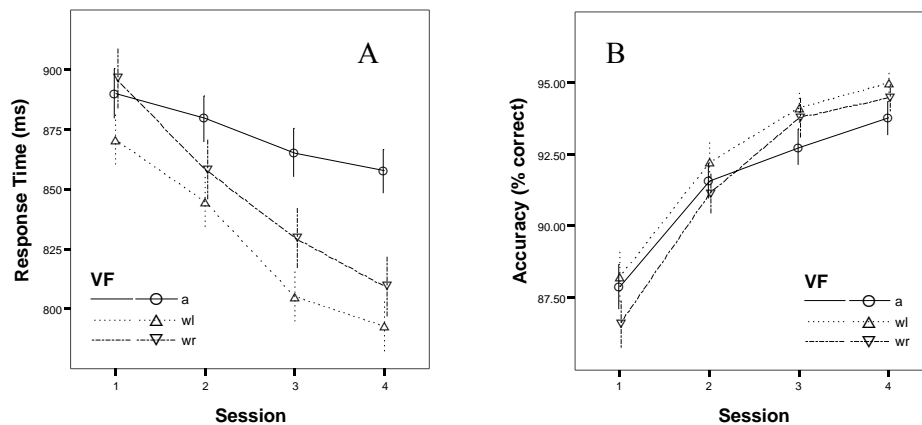 A
Response Time (ms)
900
875
850
825
800
VF
a
wl
wr
1
2
3
4
Session
B
Accuracy (% correct)
95.00
92.50
90.00
87.50
VF
a
wl
wr
1
2
3
4
Session